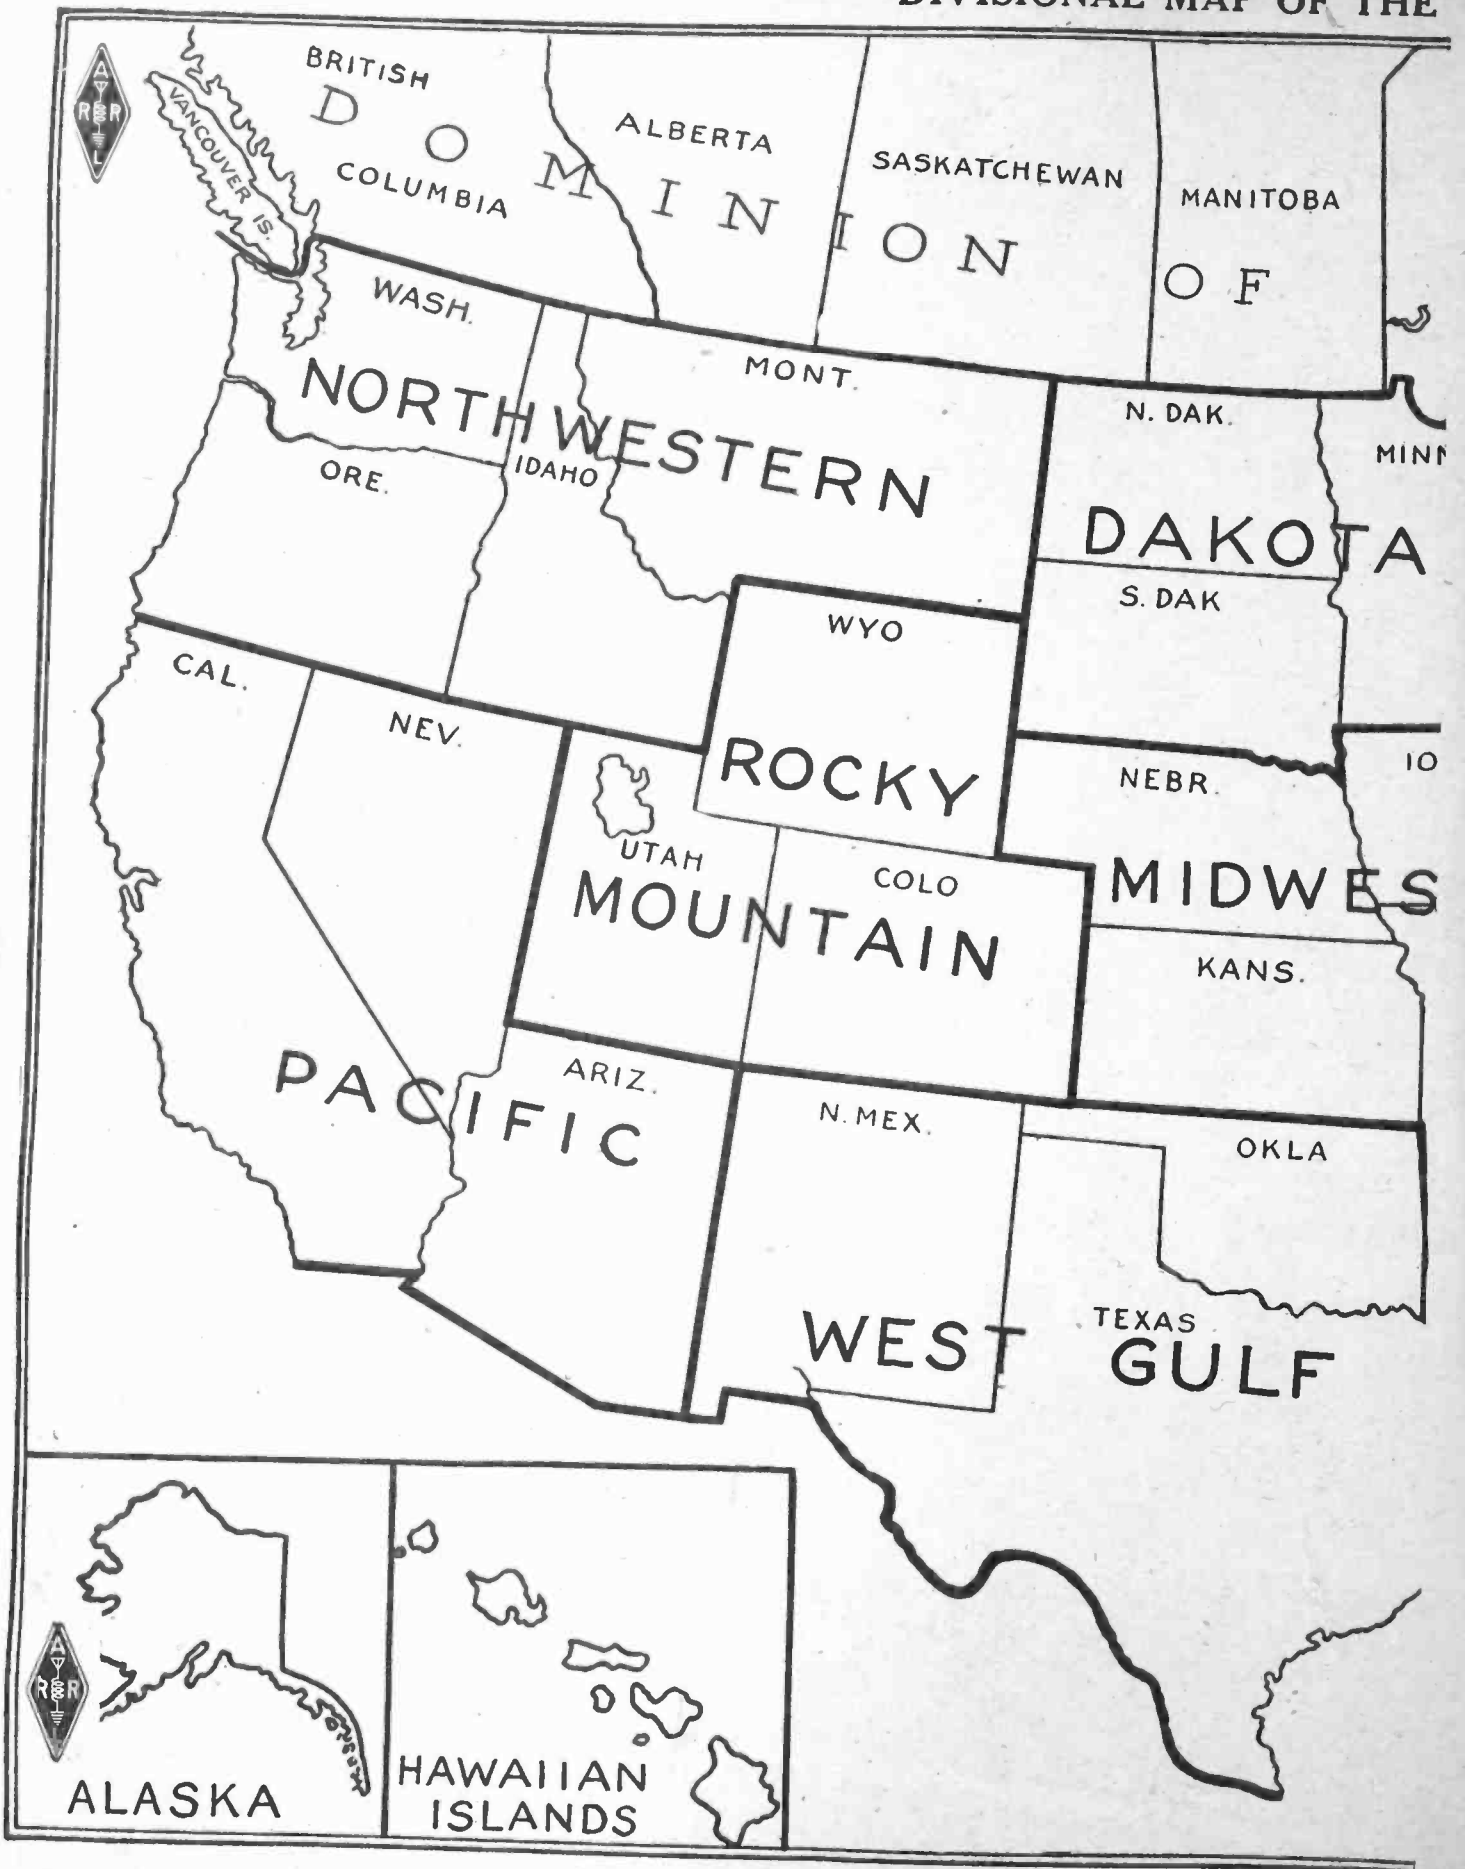 DIVISIONAL MAP OF THE
A
R R
L
BRITISH
COLUMBIA
VANCOUVER IS.
ALBERTA
SASKATCHEWAN
MANITOBA
DOMINION OF
WASH.
MONT.
N. DAK.
MINN
NORTHWESTERN
ORE.
IDAHO
DAKOTA
S. DAK
WYO
CAL.
NEV.
ROCKY
NEBR.
IO
UTAH
COLO
MOUNTAIN
MIDWES
KANS.
PACIFIC
ARIZ.
N. MEX.
OKLA
TEXAS
WEST GULF
A
R R
L
ALASKA
HAWAIIAN
ISLANDS